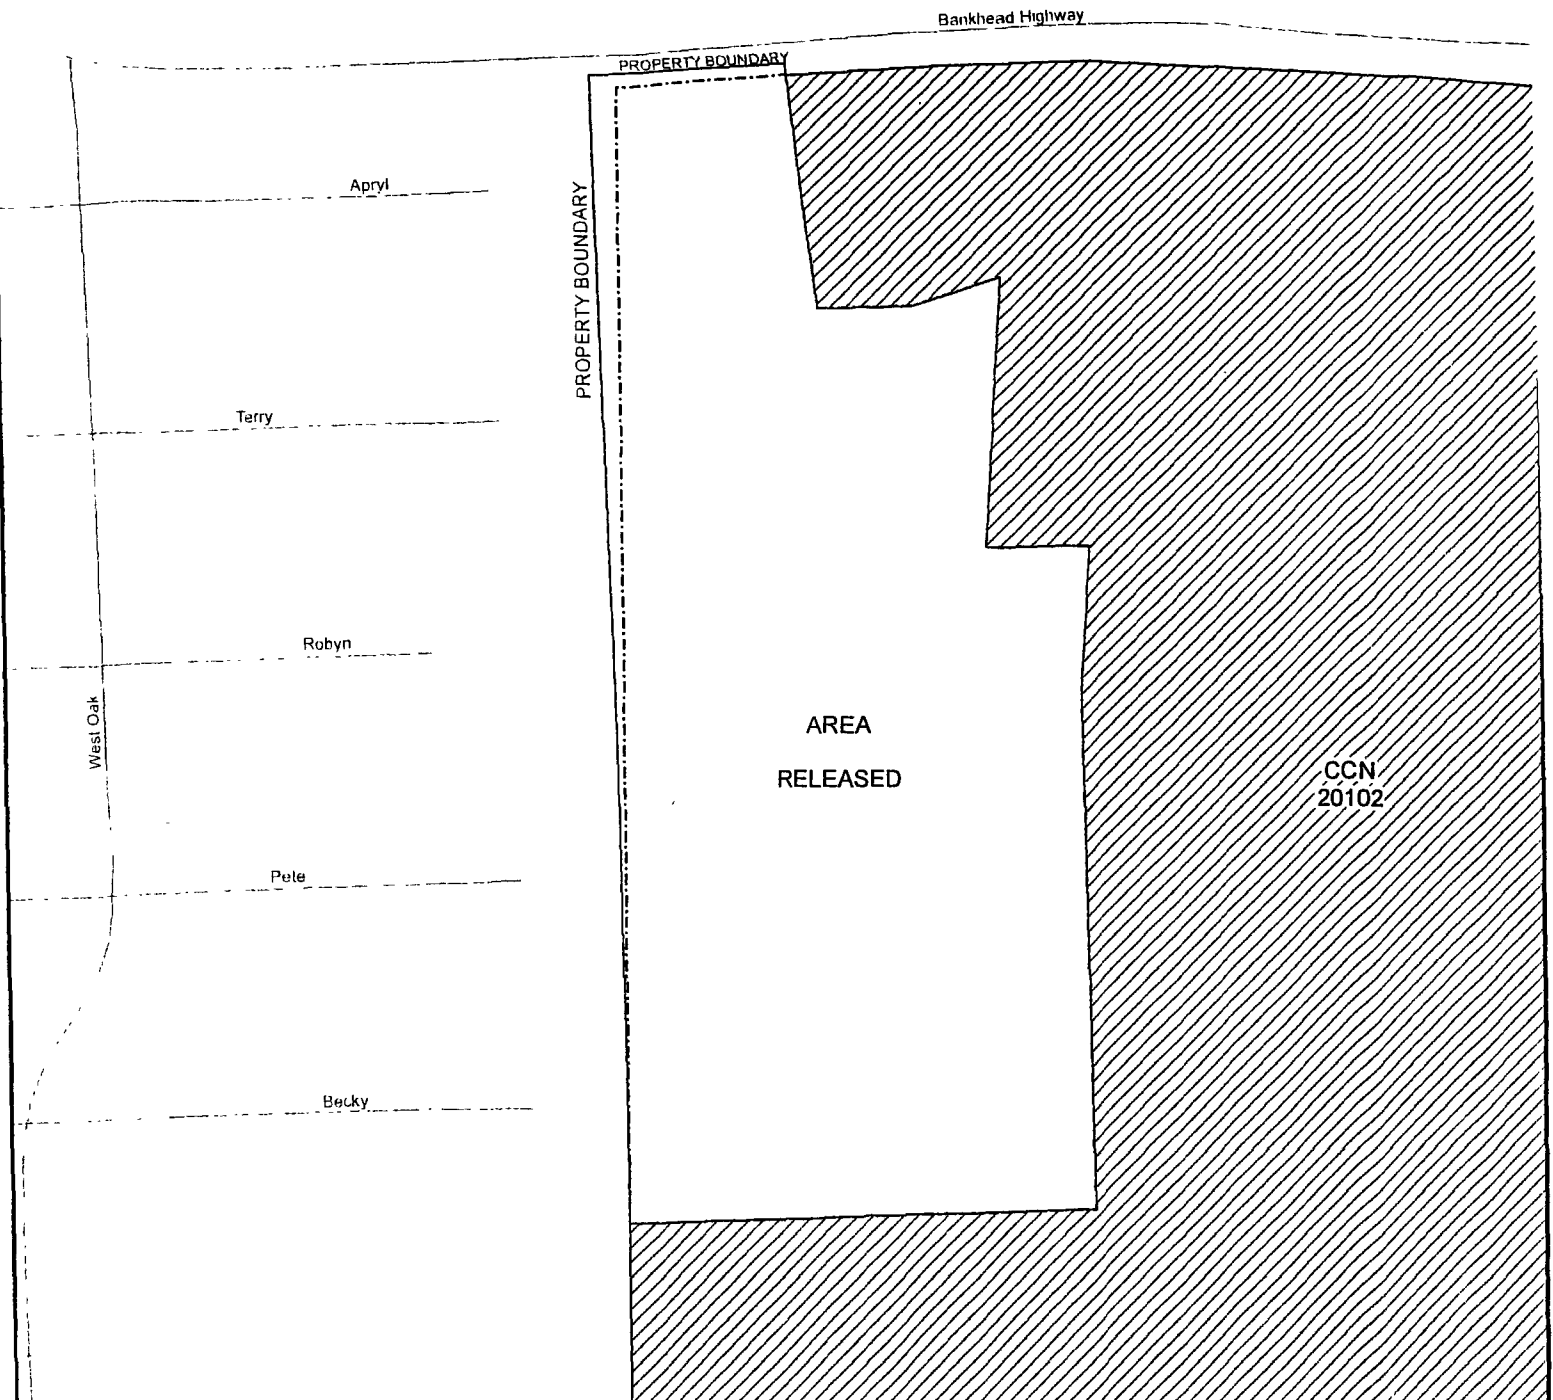 Bankhead Highway
PROPERTY BOUNDARY
Apryl
PROPERTY BOUNDARY
Terry
Robyn
West Oak
AREA
RELEASED
CCN
20102
Pete
Becky